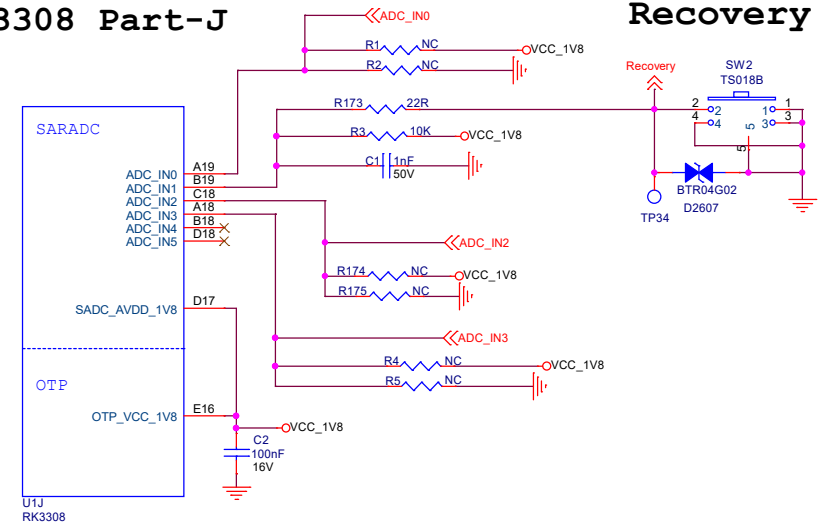 3308 Part-J
Recovery
ADC_IN0
R1 NC VCC_1V8
R2 NC
Recovery
SW2
TS018B
R173 22R
2 2 1 1
4 4 3 3
5
5
R3 10K VCC_1V8
C1 1nF
50V
SARADC
ADC_IN0 A19
ADC_IN1 B19
ADC_IN2 C18
ADC_IN3 A18
ADC_IN4 B18
ADC_IN5 D18
BTR04G02
TP34 D2607
ADC_IN2
R174 NC VCC_1V8
R175 NC
SADC_AVDD_1V8 D17
ADC_IN3
R4 NC VCC_1V8
R5 NC
OTP
OTP_VCC_1V8 E16
VCC_1V8
C2
100nF
16V
U1J
RK3308